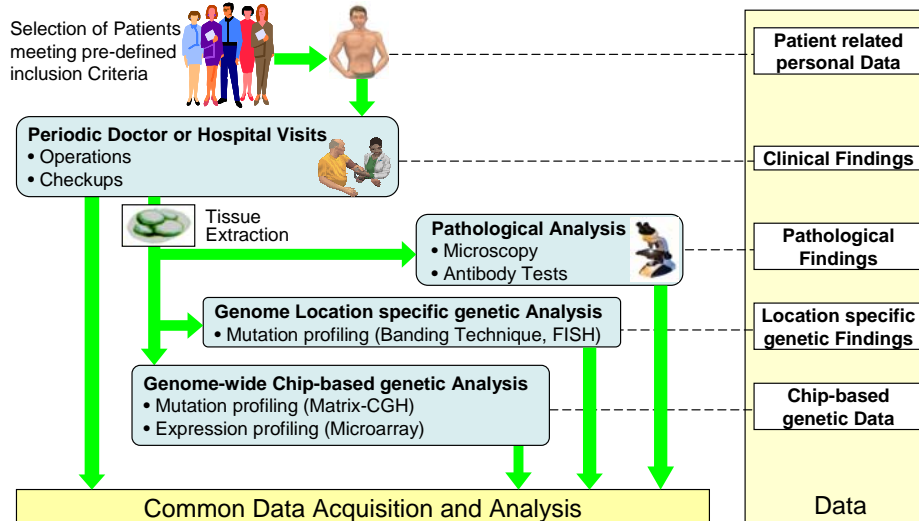 Selection of Patients
meeting pre-defined
inclusion Criteria
Patient related
personal Data
Periodic Doctor or Hospital Visits
• Operations
• Checkups
Clinical Findings
Tissue
Extraction
Pathological Analysis
• Microscopy
• Antibody Tests
Pathological
Findings
Genome Location specific genetic Analysis
• Mutation profiling (Banding Technique, FISH)
Location specific
genetic Findings
Genome-wide Chip-based genetic Analysis
• Mutation profiling (Matrix-CGH)
• Expression profiling (Microarray)
Chip-based
genetic Data
Common Data Acquisition and Analysis
Data